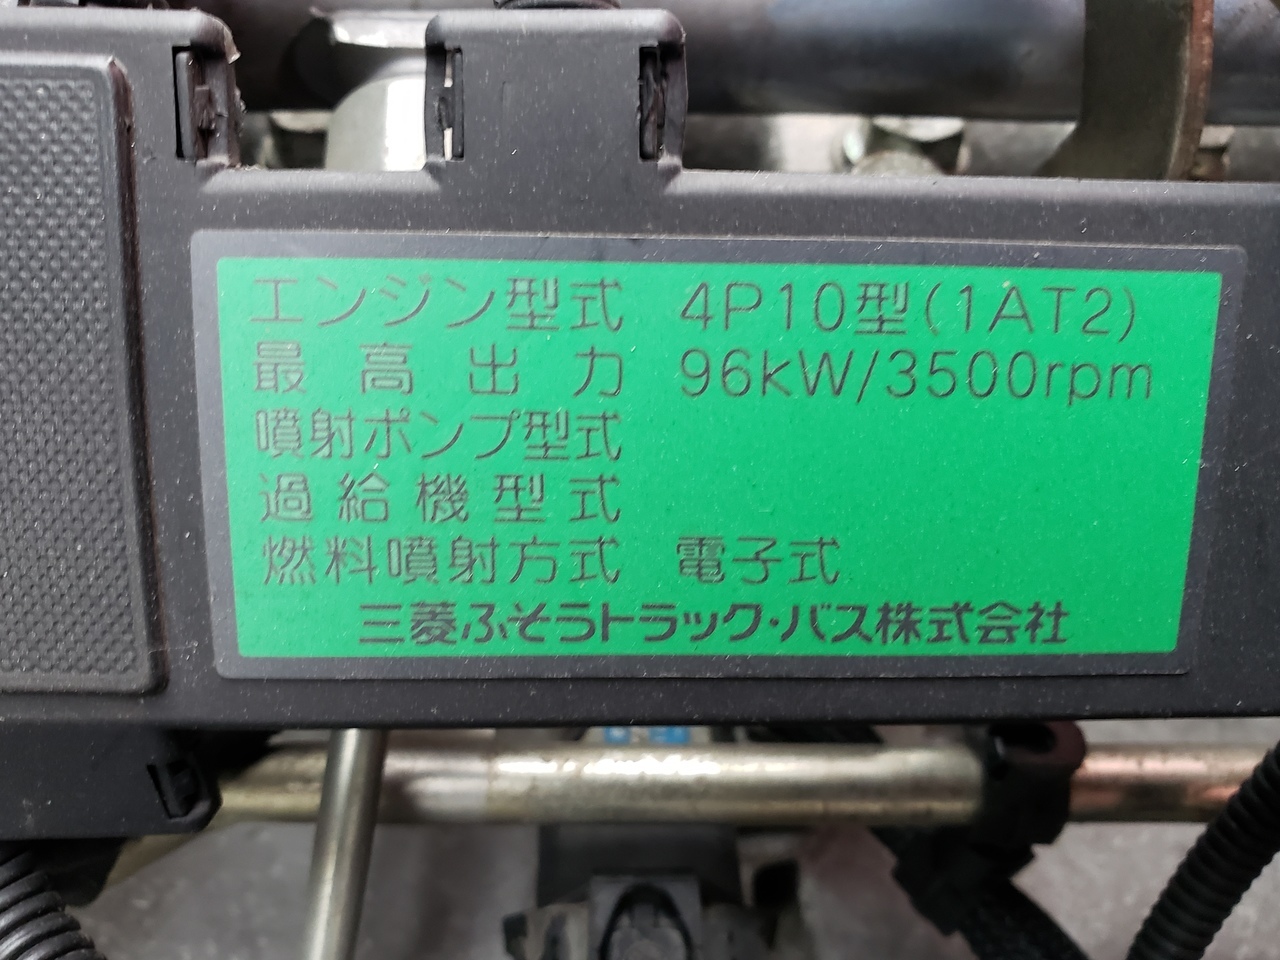 エンジン型式 4P10型(1AT2)
最高出力 96kW/3500rpm
噴射ポンプ型式
過給機型式
燃料噴射方式 電子式
三菱ふそうトラック・バス株式会社